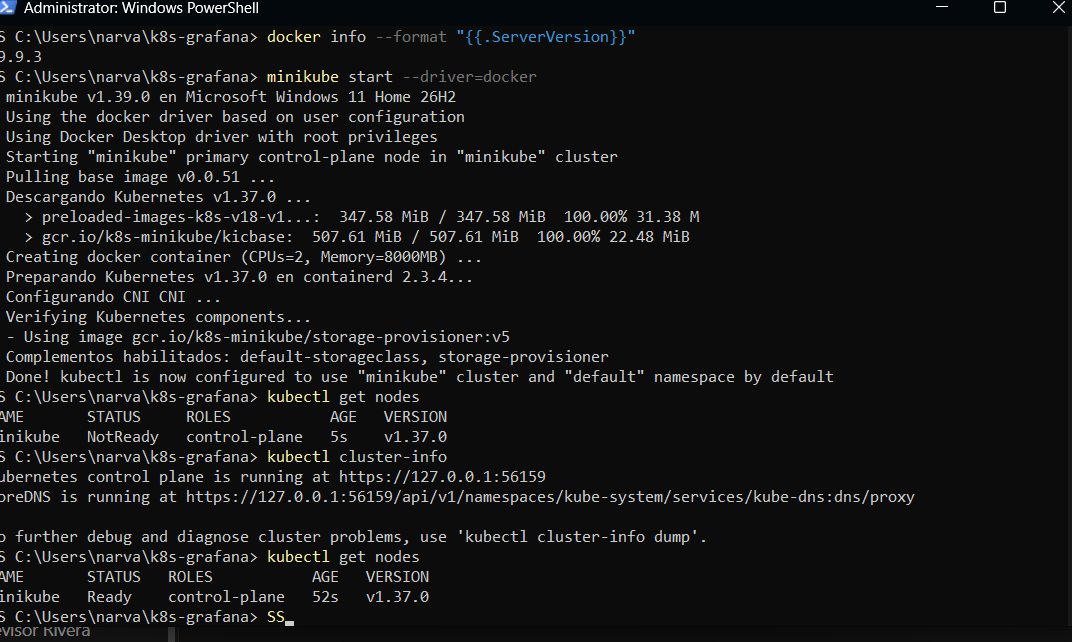 Administrator: Windows PowerShell
S C:\Users\narva\k8s-grafana> docker info --format "{{.ServerVersion}}"
9.9.3
S C:\Users\narva\k8s-grafana> minikube start --driver=docker
minikube v1.39.0 en Microsoft Windows 11 Home 26H2
Using the docker driver based on user configuration
Using Docker Desktop driver with root privileges
Starting "minikube" primary control-plane node in "minikube" cluster
Pulling base image v0.0.51 ...
Descargando Kubernetes v1.37.0 ...
> preloaded-images-k8s-v18-v1...: 347.58 MiB / 347.58 MiB 100.00% 31.38 M
> gcr.io/k8s-minikube/kicbase: 507.61 MiB / 507.61 MiB 100.00% 22.48 MiB
Creating docker container (CPUs=2, Memory=8000MB) ...
Preparando Kubernetes v1.37.0 en containerd 2.3.4...
Configurando CNI CNI ...
Verifying Kubernetes components...
- Using image gcr.io/k8s-minikube/storage-provisioner:v5
Complementos habilitados: default-storageclass, storage-provisioner
Done! kubectl is now configured to use "minikube" cluster and "default" namespace by default
S C:\Users\narva\k8s-grafana> kubectl get nodes
AME STATUS ROLES AGE VERSION
inikube NotReady control-plane 5s v1.37.0
S C:\Users\narva\k8s-grafana> kubectl cluster-info
ubernetes control plane is running at https://127.0.0.1:56159
oreDNS is running at https://127.0.0.1:56159/api/v1/namespaces/kube-system/services/kube-dns:dns/proxy
o further debug and diagnose cluster problems, use 'kubectl cluster-info dump'.
S C:\Users\narva\k8s-grafana> kubectl get nodes
AME STATUS ROLES AGE VERSION
inikube Ready control-plane 52s v1.37.0
S C:\Users\narva\k8s-grafana> SS
evisor Rivera